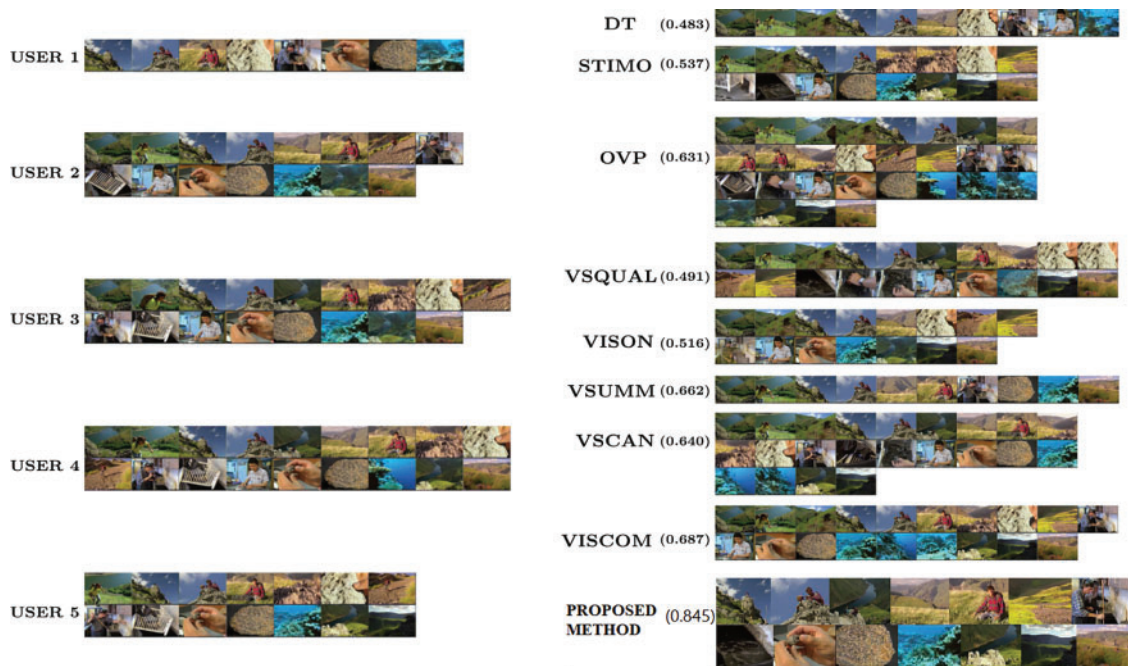 USER 1
USER 2
USER 3
USER 4
USER 5
DT (0.483)
STIMO (0.537)
OVP (0.631)
VSQUAL (0.491)
VISON (0.516)
VSUMM (0.662)
VSCAN (0.640)
VISCOM (0.687)
PROPOSED
METHOD (0.845)